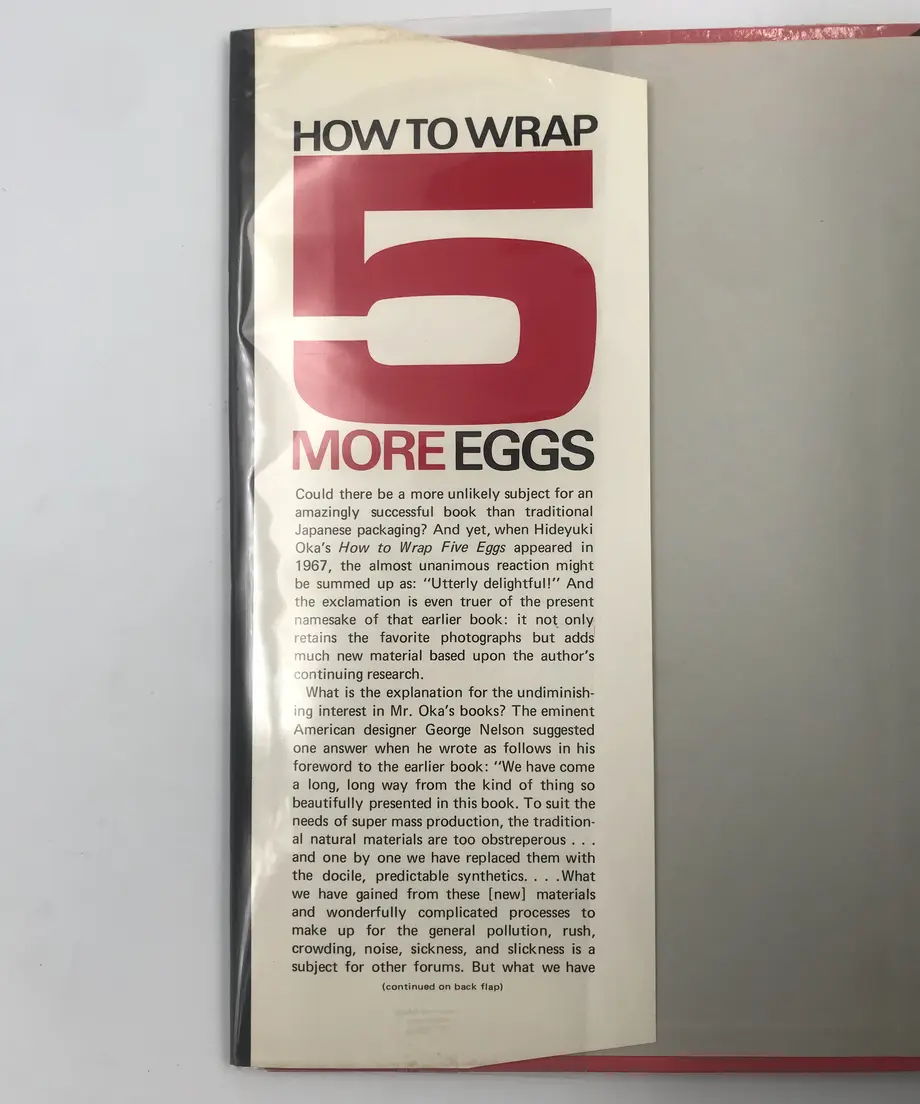 HOW TO WRAP
5
MORE EGGS
Could there be a more unlikely subject for an
amazingly successful book than traditional
Japanese packaging? And yet, when Hideyuki
Oka's How to Wrap Five Eggs appeared in
1967, the almost unanimous reaction might
be summed up as: “Utterly delightful!” And
the exclamation is even truer of the present
namesake of that earlier book: it not only
retains the favorite photographs but adds
much new material based upon the author's
continuing research.
What is the explanation for the undiminish-
ing interest in Mr. Oka's books? The eminent
American designer George Nelson suggested
one answer when he wrote as follows in his
foreword to the earlier book: “We have come
a long, long way from the kind of thing so
beautifully presented in this book. To suit the
needs of super mass production, the tradition-
al natural materials are too obstreperous . . .
and one by one we have replaced them with
the docile, predictable synthetics. . . .What
we have gained from these [new] materials
and wonderfully complicated processes to
make up for the general pollution, rush,
crowding, noise, sickness, and slickness is a
subject for other forums. But what we have
(continued on back flap)